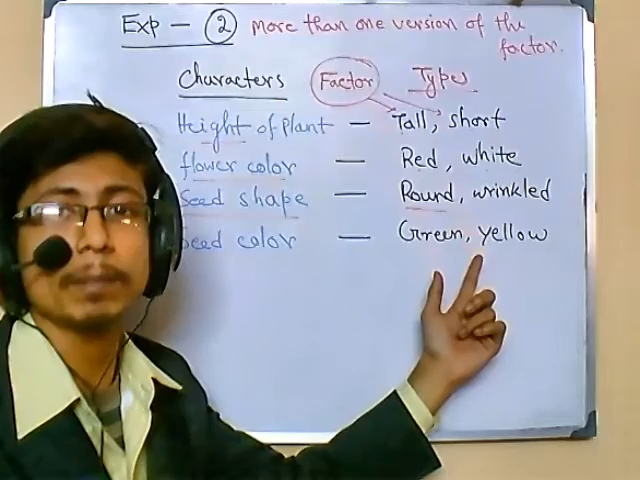 Exp - 2 More than one version of the factor.
Characters Factor Types
Height of plant - Tall, short
flower color - Red, white
Seed shape - Round, wrinkled
Seed color - Green, yellow